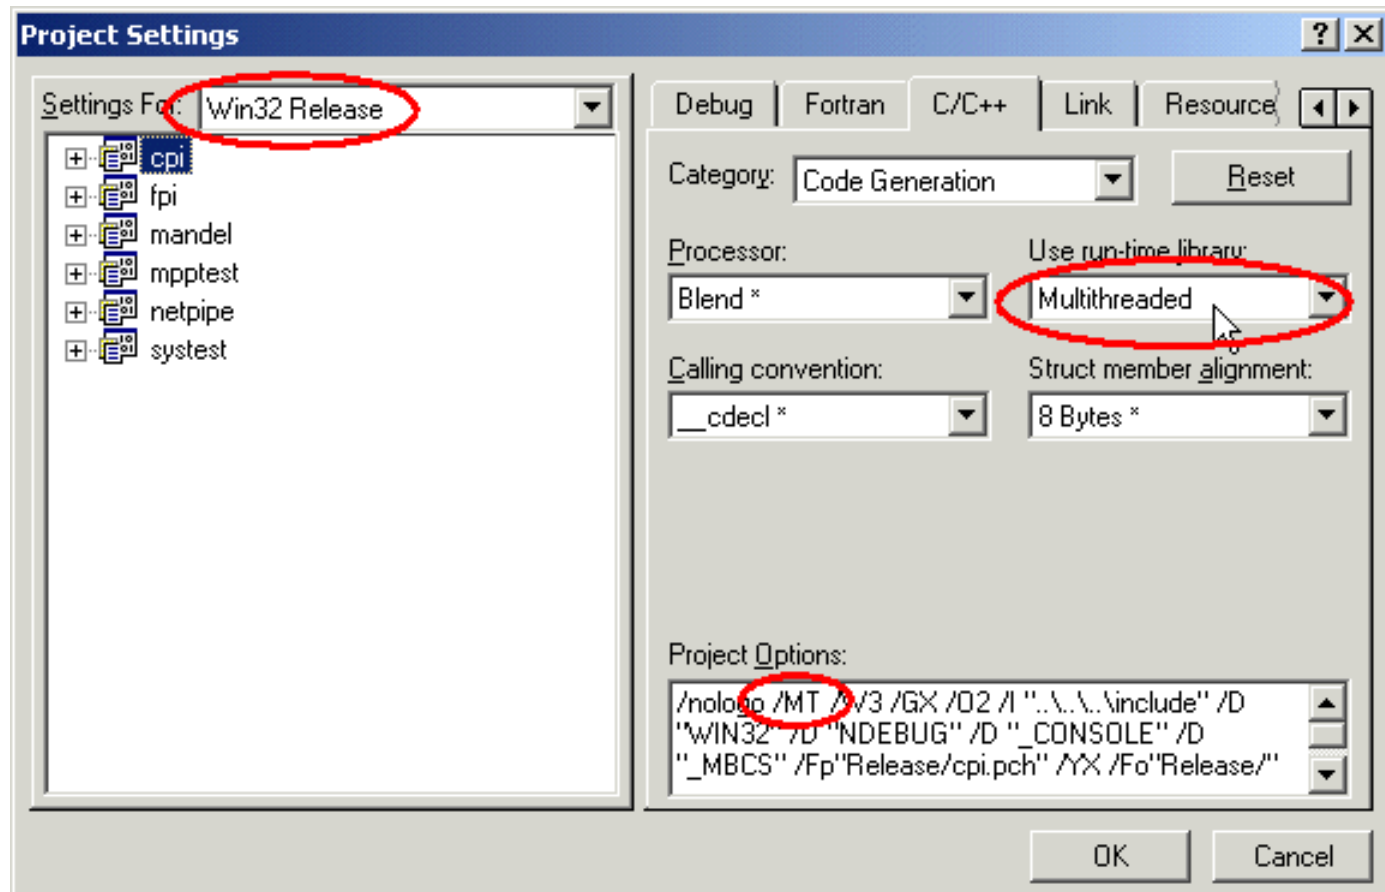 Project Settings
Settings For: Win32 Release
cpi
fpi
mandel
mpptest
netpipe
systest
Debug Fortran C/C++ Link Resource
Category: Code Generation Reset
Processor: Use run-time library:
Blend * Multithreaded
Calling convention: Struct member alignment:
__cdecl * 8 Bytes *
Project Options:
/nologo /MT /W3 /GX /O2 /I "..\..\..\include" /D
"WIN32" /D "NDEBUG" /D "_CONSOLE" /D
"_MBCS" /Fp"Release/cpi.pch" /YX /Fo"Release/"
OK Cancel